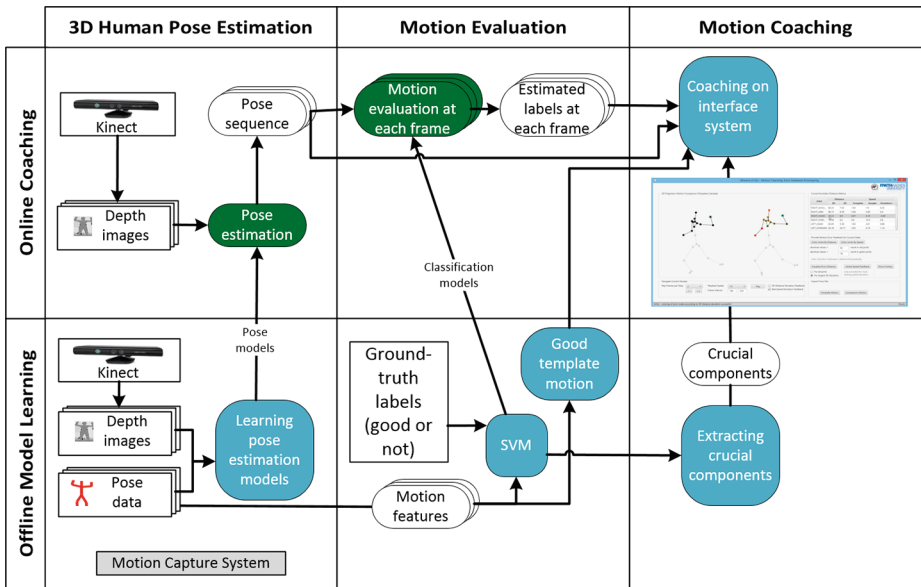 3D Human Pose Estimation
Motion Evaluation
Motion Coaching
Online Coaching
Kinect
Depth
images
Pose
sequence
Pose
estimation
Motion
evaluation at
each frame
Estimated
labels at
each frame
Coaching on
interface
system
Classification
models
Pose
models
Offline Model Learning
Kinect
Depth
images
Pose
data
Learning
pose
estimation
models
Motion Capture System
Ground-
truth
labels
(good or
not)
Motion
features
SVM
Good
template
motion
Crucial
components
Extracting
crucial
components